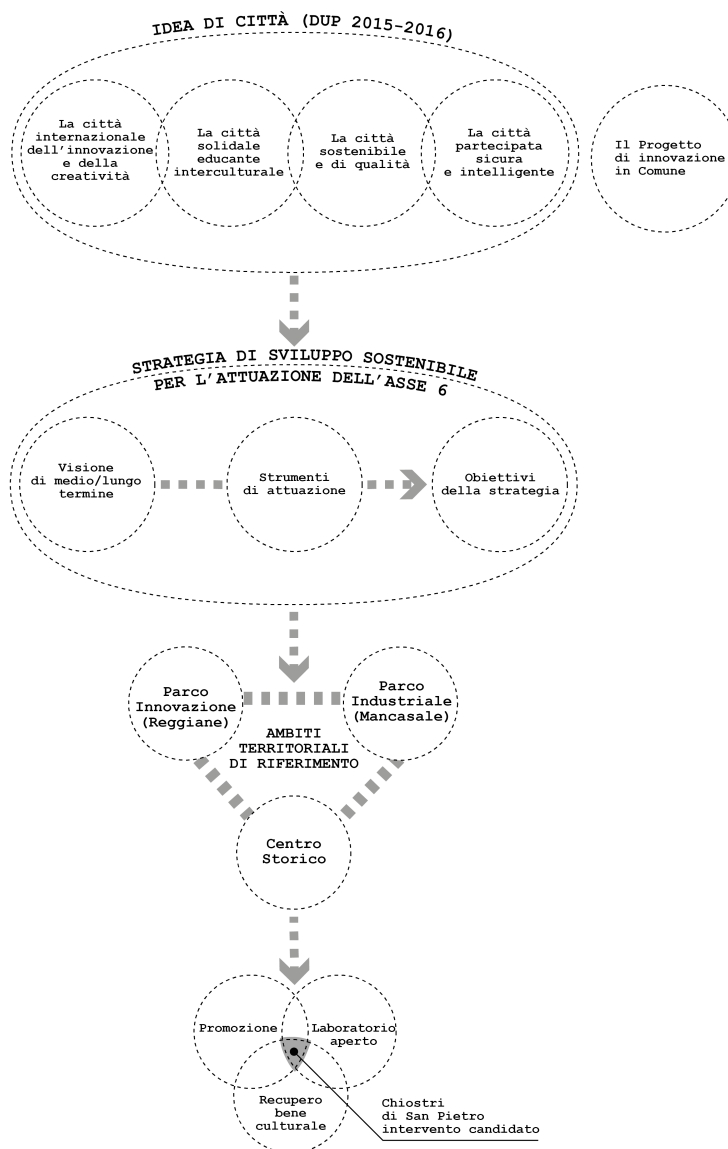 IDEA DI CITTÀ (DUP 2015-2016)
La città
internazionale
dell'innovazione
e della
creatività
La città
solidale
educante
interculturale
La città
sostenibile
e di qualità
La città
partecipata
sicura
e intelligente
Il Progetto
di innovazione
in Comune
STRATEGIA DI SVILUPPO SOSTENIBILE
PER L'ATTUAZIONE DELL'ASSE 6
Visione
di medio/lungo
termine
Strumenti
di attuazione
Obiettivi
della strategia
Parco
Innovazione
(Reggiane)
Parco
Industriale
(Mancasale)
AMBITI
TERRITORIALI
DI RIFERIMENTO
Centro
Storico
Promozione
Laboratorio
aperto
Recupero
bene
culturale
Chiostri
di San Pietro
intervento candidato